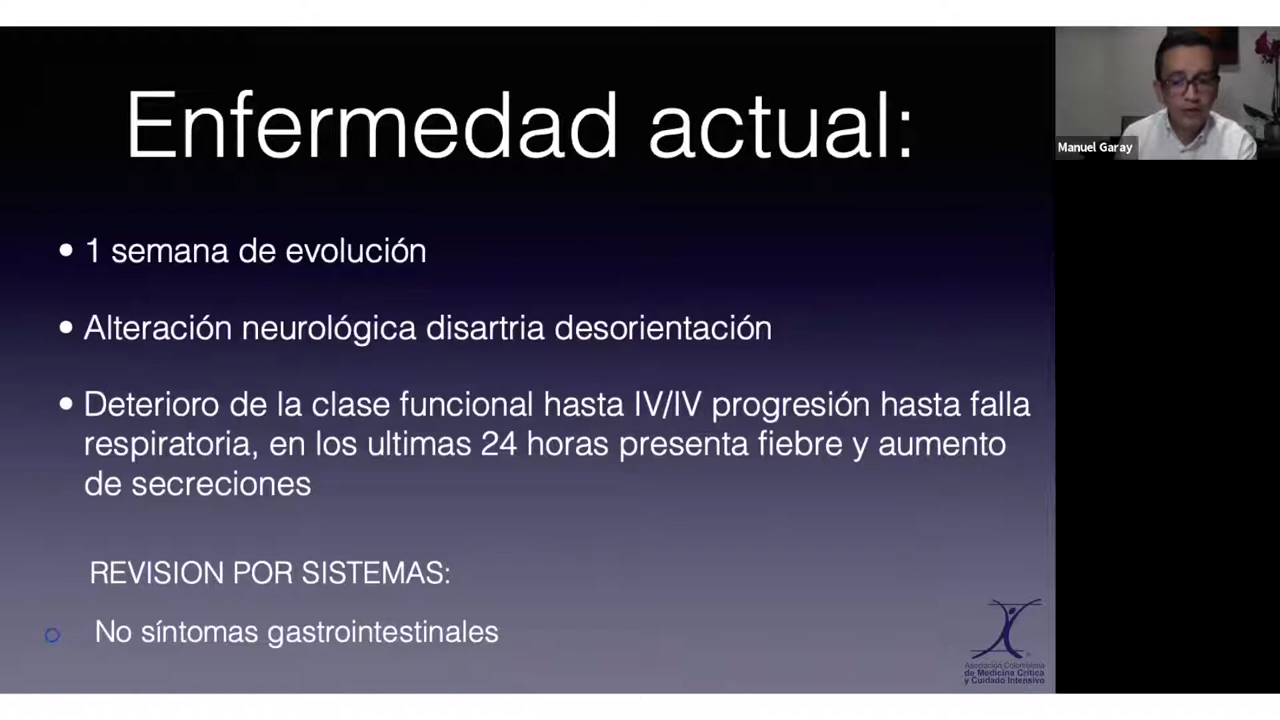 Enfermedad actual:
Manuel Garay
• 1 semana de evolución
• Alteración neurológica disartria desorientación
• Deterioro de la clase funcional hasta IV/IV progresión hasta falla
respiratoria, en los ultimas 24 horas presenta fiebre y aumento
de secreciones
REVISION POR SISTEMAS:
No síntomas gastrointestinales
Asociación Colombiana
de Medicina Crítica
y Cuidado Intensivo